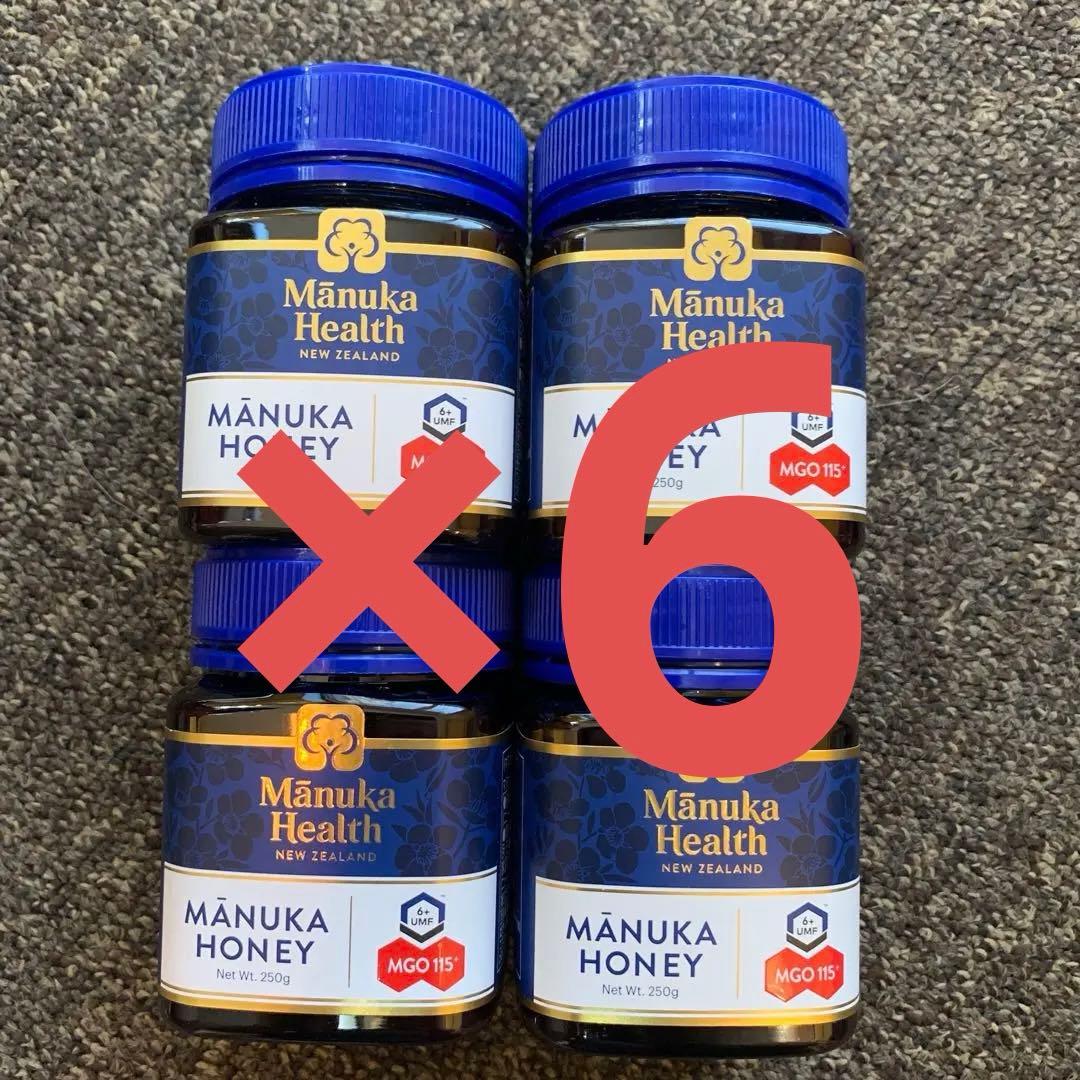 Mānuka
Health
NEW ZEALAND
MĀNUKA
HONEY
6+
UMF
Mānuka
Health
6+
UMF
MGO 115+
250g
×6
Mānuka
Health
NEW ZEALAND
MĀNUKA
HONEY
Net Wt. 250g
6+
UMF
MGO 115+
Mānuka
Health
NEW ZEALAND
MĀNUKA
HONEY
Net Wt. 250g
6+
UMF
MGO 115+